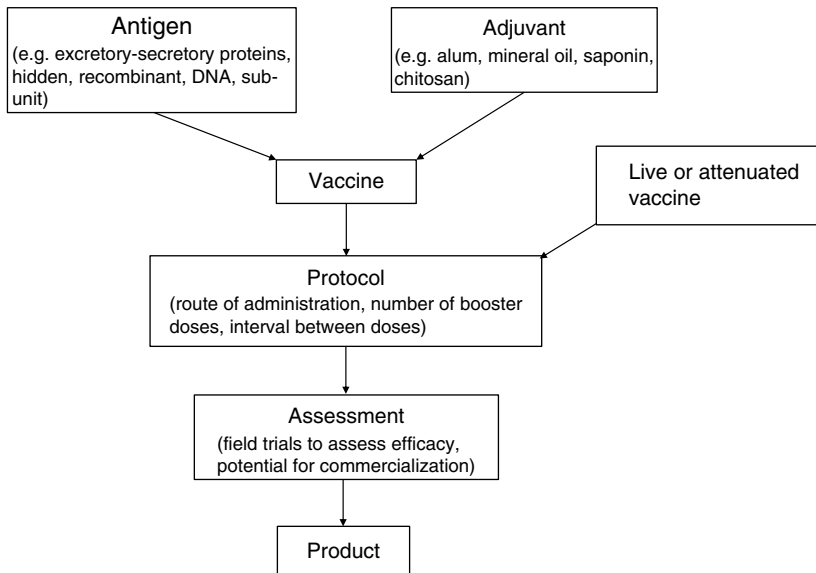 Antigen
(e.g. excretory-secretory proteins,
hidden, recombinant, DNA, sub-
unit)
Adjuvant
(e.g. alum, mineral oil, saponin,
chitosan)
Vaccine
Live or attenuated
vaccine
Protocol
(route of administration, number of booster
doses, interval between doses)
Assessment
(field trials to assess efficacy,
potential for commercialization)
Product